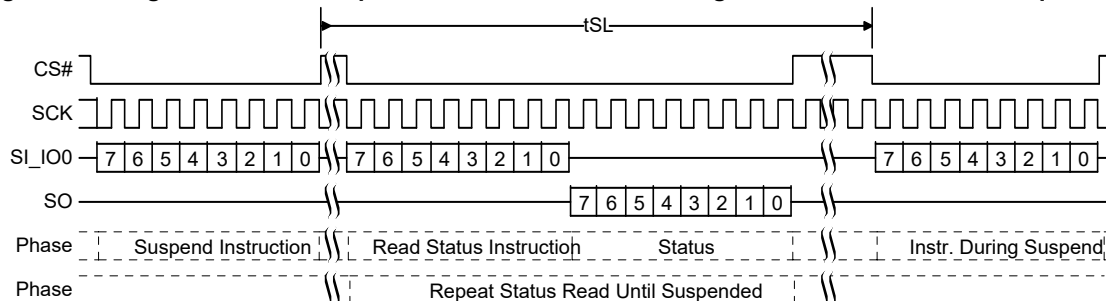 tSL
CS#
SCK
SI_IO0 7 6 5 4 3 2 1 0 7 6 5 4 3 2 1 0 7 6 5 4 3 2 1 0
SO 7 6 5 4 3 2 1 0
Phase Suspend Instruction Read Status Instruction Status Instr. During Suspend
Phase Repeat Status Read Until Suspended